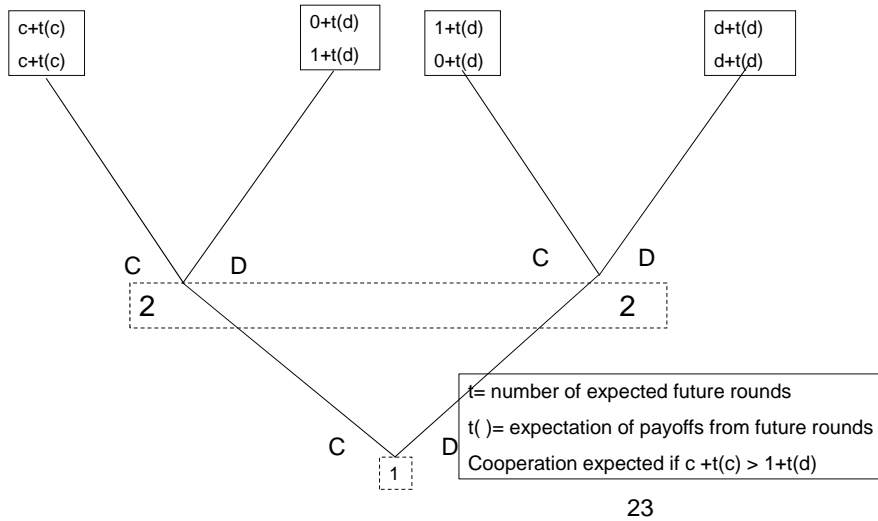 c+t(c)
c+t(c)
0+t(d)
1+t(d)
1+t(d)
0+t(d)
d+t(d)
d+t(d)
C
D
C
D
2
2
C
D
1
t= number of expected future rounds
t( )= expectation of payoffs from future rounds
Cooperation expected if c +t(c) > 1+t(d)
23